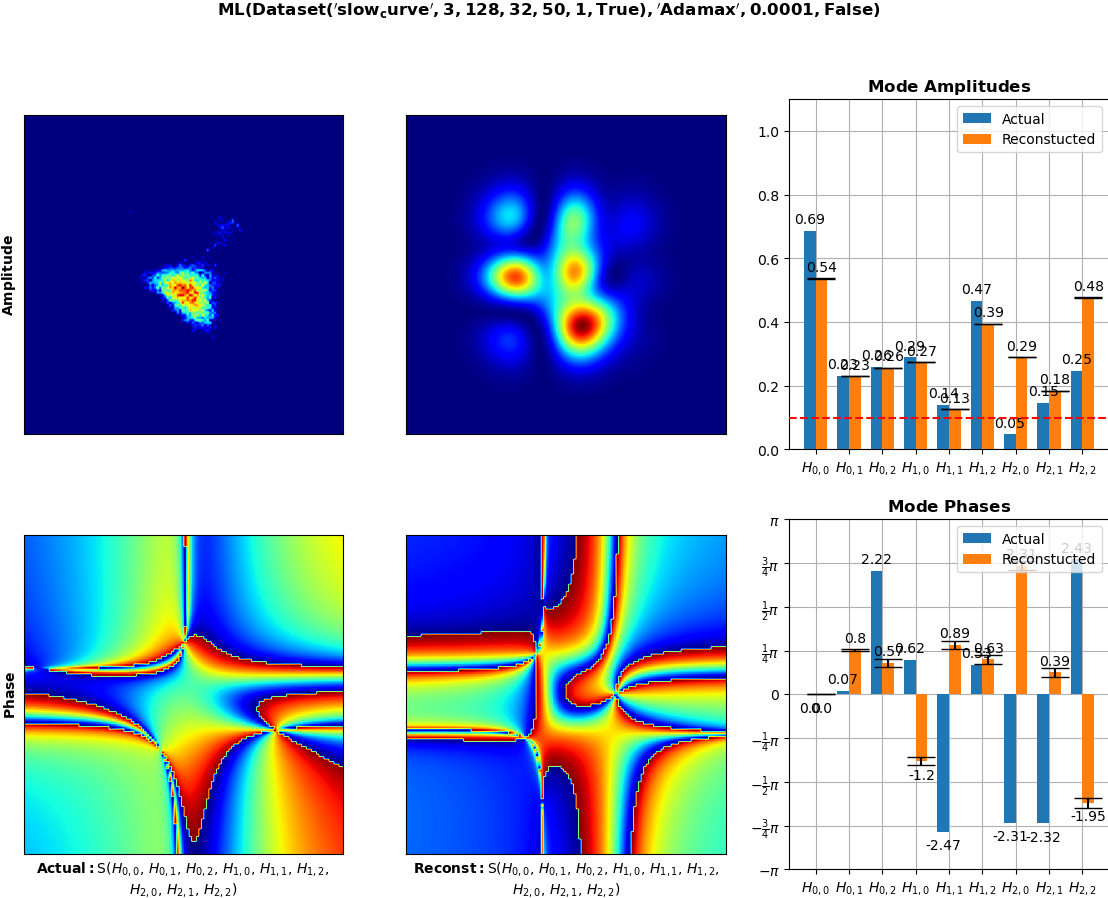 ML(Dataset('slow_curve', 3, 128, 32, 50, 1, True), 'Adamax', 0.0001, False)
Amplitude
Mode Amplitudes
Actual
Reconstucted
1.0
0.8
0.6
0.4
0.2
0.0
0.69
0.54
0.23
0.23
0.26
0.26
0.29
0.27
0.14
0.13
0.47
0.39
0.05
0.29
0.15
0.18
0.25
0.48
H0,0 H0,1 H0,2 H1,0 H1,1 H1,2 H2,0 H2,1 H2,2
Phase
Actual: S(H0,0, H0,1, H0,2, H1,0, H1,1, H1,2,
H2,0, H2,1, H2,2)
Reconst: S(H0,0, H0,1, H0,2, H1,0, H1,1, H1,2,
H2,0, H2,1, H2,2)
Mode Phases
Actual
Reconstucted
π
3/4π
1/2π
1/4π
0
−1/4π
−1/2π
−3/4π
−π
0.0
0.0
0.07
0.8
2.22
0.57
0.62
-1.2
-2.47
0.89
0.63
-2.31
2.31
-2.32
0.39
2.43
-1.95
H0,0 H0,1 H0,2 H1,0 H1,1 H1,2 H2,0 H2,1 H2,2